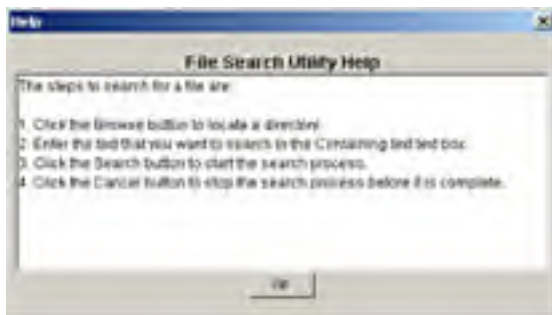 Help
File Search Utility Help
The steps to search for a file are:
1. Click the Browse button to locate a directory.
2. Enter the text that you want to search in the Containing text text box.
3. Click the Search button to start the search process.
4. Click the Cancel button to stop the search process before it is complete.